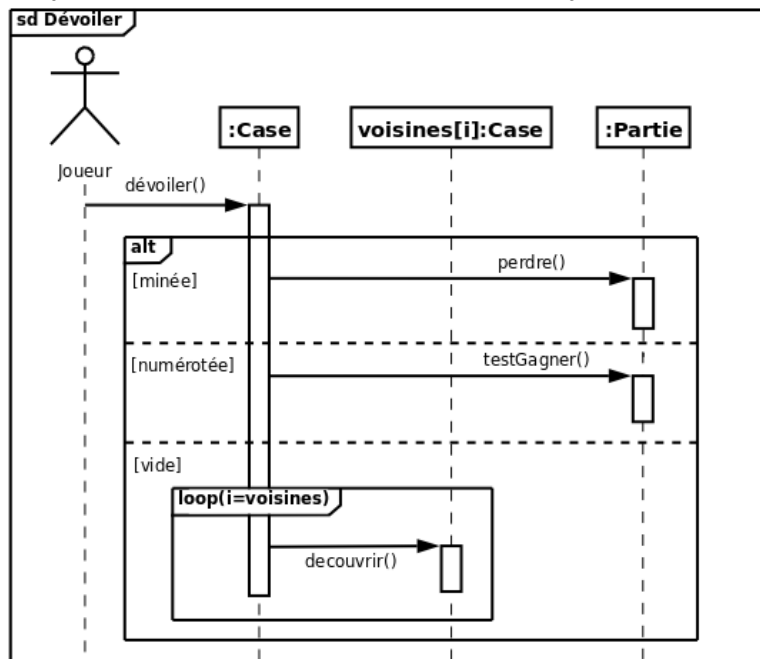 sd Dévoiler
:Case
voisines[i]:Case
:Partie
Joueur
dévoiler()
alt
[minée]
perdre()
[numérotée]
testGagner()
[vide]
loop(i=voisines)
decouvrir()